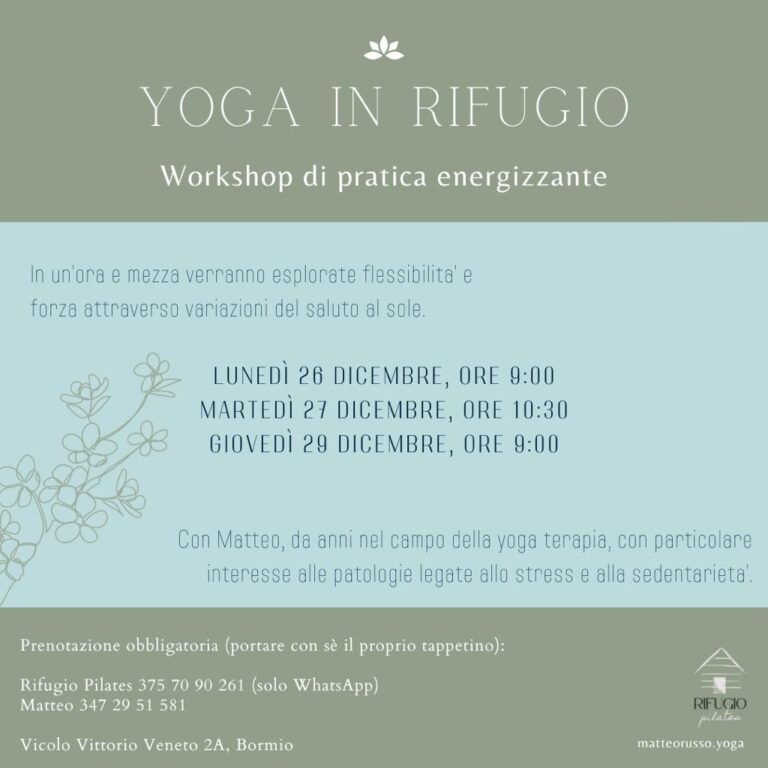 YOGA IN RIFUGIO
Workshop di pratica energizzante
In un'ora e mezza verranno esplorate flessibilita' e
forza attraverso variazioni del saluto al sole.
LUNEDÌ 26 DICEMBRE, ORE 9:00
MARTEDÌ 27 DICEMBRE, ORE 10:30
GIOVEDÌ 29 DICEMBRE, ORE 9:00
Con Matteo, da anni nel campo della yoga terapia, con particolare
interesse alle patologie legate allo stress e alla sedentarieta'.
Prenotazione obbligatoria (portare con sè il proprio tappetino):
Rifugio Pilates 375 70 90 261 (solo WhatsApp)
Matteo 347 29 51 581
Vicolo Vittorio Veneto 2A, Bormio
RIFUGIO
pilates
matteorusso.yoga